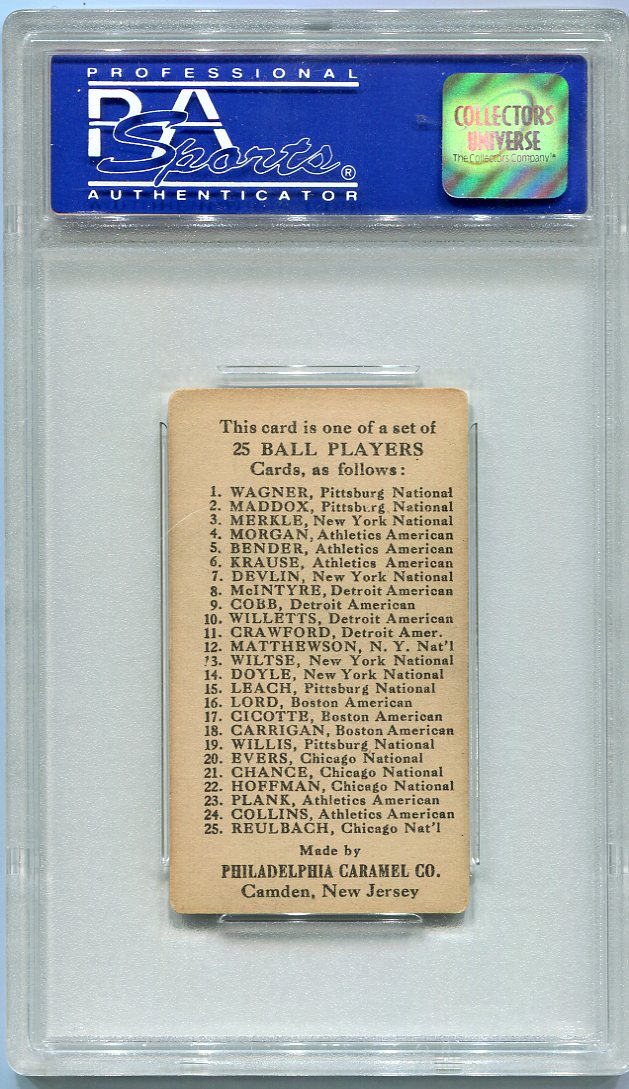 PROFESSIONAL
PSA
Sports®
AUTHENTICATOR
COLLECTORS
UNIVERSE
The Collectors Company™
This card is one of a set of
25 BALL PLAYERS
Cards, as follows:
1. WAGNER, Pittsburg National
2. MADDOX, Pittsburg National
3. MERKLE, New York National
4. MORGAN, Athletics American
5. BENDER, Athletics American
6. KRAUSE, Athletics American
7. DEVLIN, New York National
8. McINTYRE, Detroit American
9. COBB, Detroit American
10. WILLETTS, Detroit American
11. CRAWFORD, Detroit Amer.
12. MATTHEWSON, N. Y. Nat'l
13. WILTSE, New York National
14. DOYLE, New York National
15. LEACH, Pittsburg National
16. LORD, Boston American
17. CICOTTE, Boston American
18. CARRIGAN, Boston American
19. WILLIS, Pittsburg National
20. EVERS, Chicago National
21. CHANCE, Chicago National
22. HOFFMAN, Chicago National
23. PLANK, Athletics American
24. COLLINS, Athletics American
25. REULBACH, Chicago Nat'l
Made by
PHILADELPHIA CARAMEL CO.
Camden, New Jersey